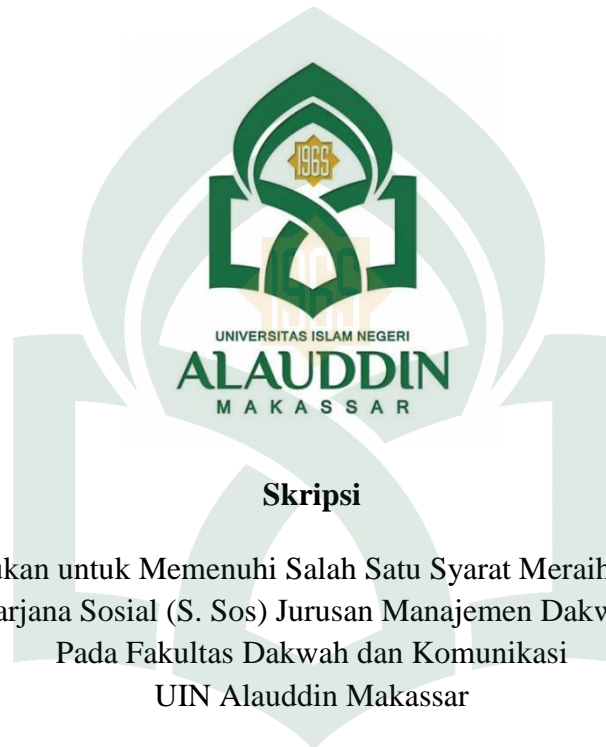 1965
UNIVERSITAS ISLAM NEGERI
ALAUDDIN
MAKASSAR
Skripsi
ukan untuk Memenuhi Salah Satu Syarat Meraih
arjana Sosial (S. Sos) Jurusan Manajemen Dakw
Pada Fakultas Dakwah dan Komunikasi
UIN Alauddin Makassar